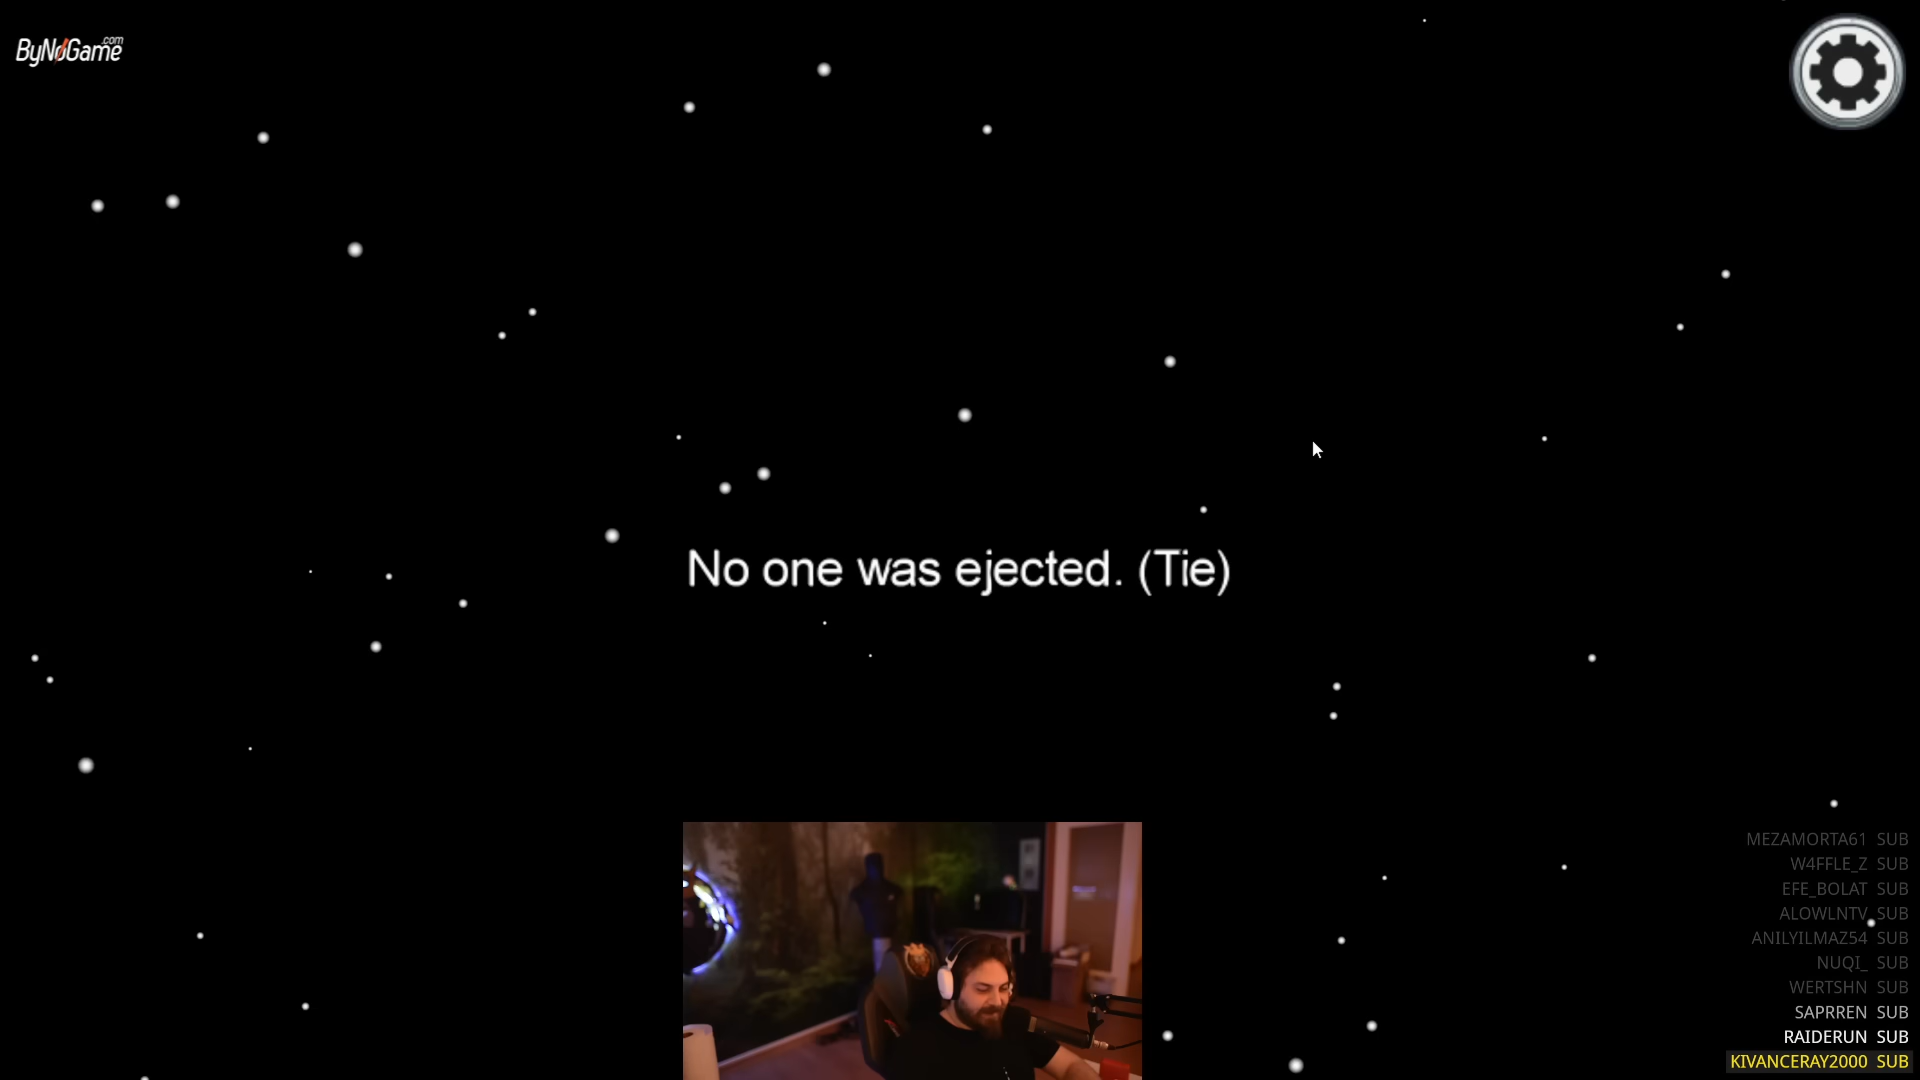 ByNoGame.com
No one was ejected. (Tie)
MEZAMORTA61 SUB
W4FFLE_Z SUB
EFE_BOLAT SUB
ALOWLNTV SUB
ANILYILMAZ54 SUB
NUQI_ SUB
WERTSHN SUB
SAPRREN SUB
RAIDERUN SUB
KIVANCERAY2000 SUB